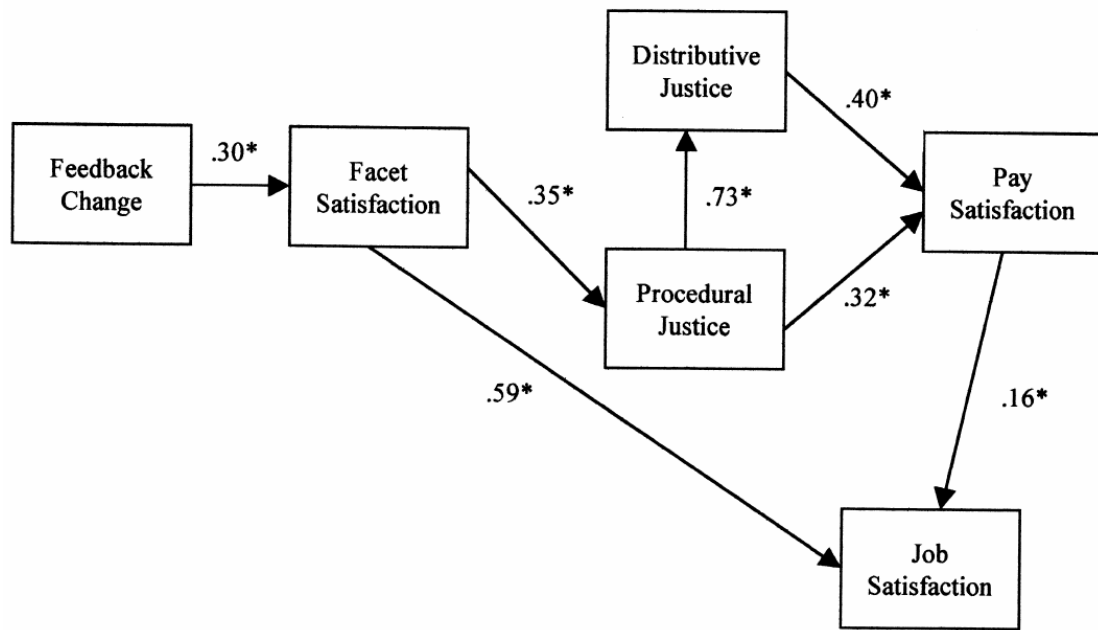 Distributive
Justice
.40*
Feedback
Change
.30*
Facet
Satisfaction
.35*
.73*
Pay
Satisfaction
Procedural
Justice
.32*
.59*
.16*
Job
Satisfaction